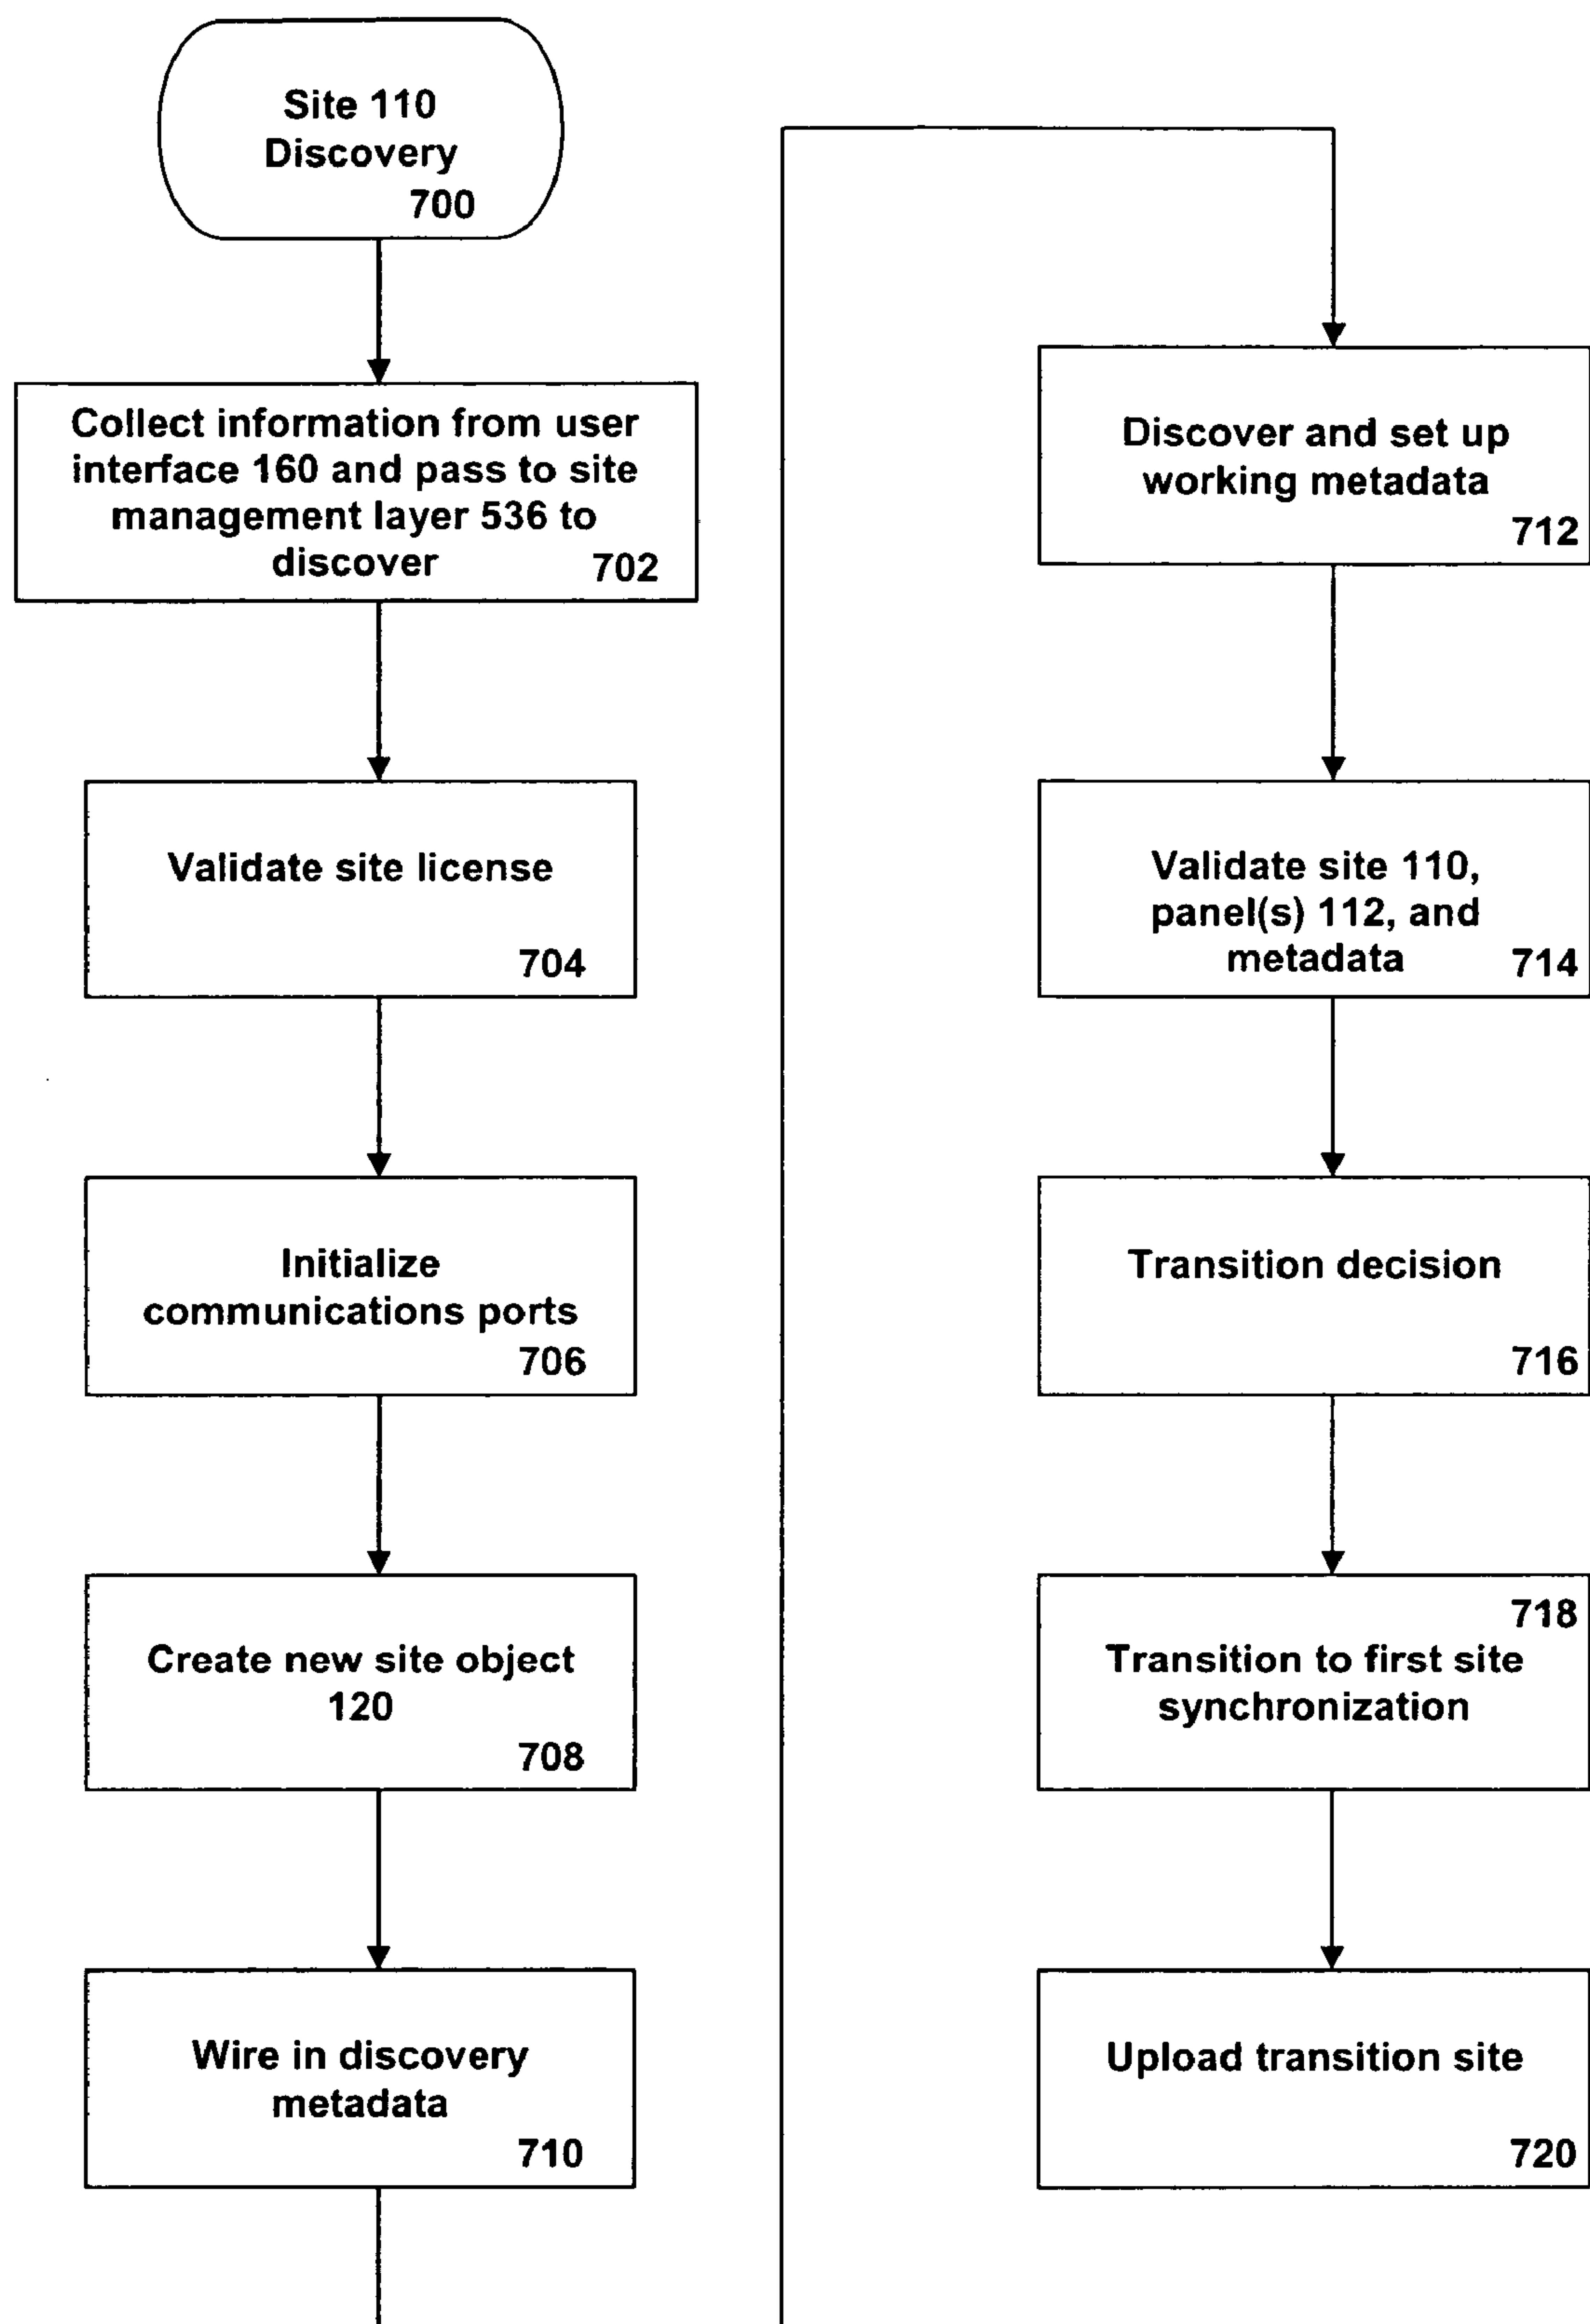 Site 110
Discovery
700
Collect information from user
interface 160 and pass to site
management layer 536 to
discover 702
Validate site license
704
Initialize
communications ports
706
Create new site object
120
708
Wire in discovery
metadata
710
Discover and set up
working metadata
712
Validate site 110,
panel(s) 112, and
metadata 714
Transition decision
716
718
Transition to first site
synchronization
Upload transition site
720